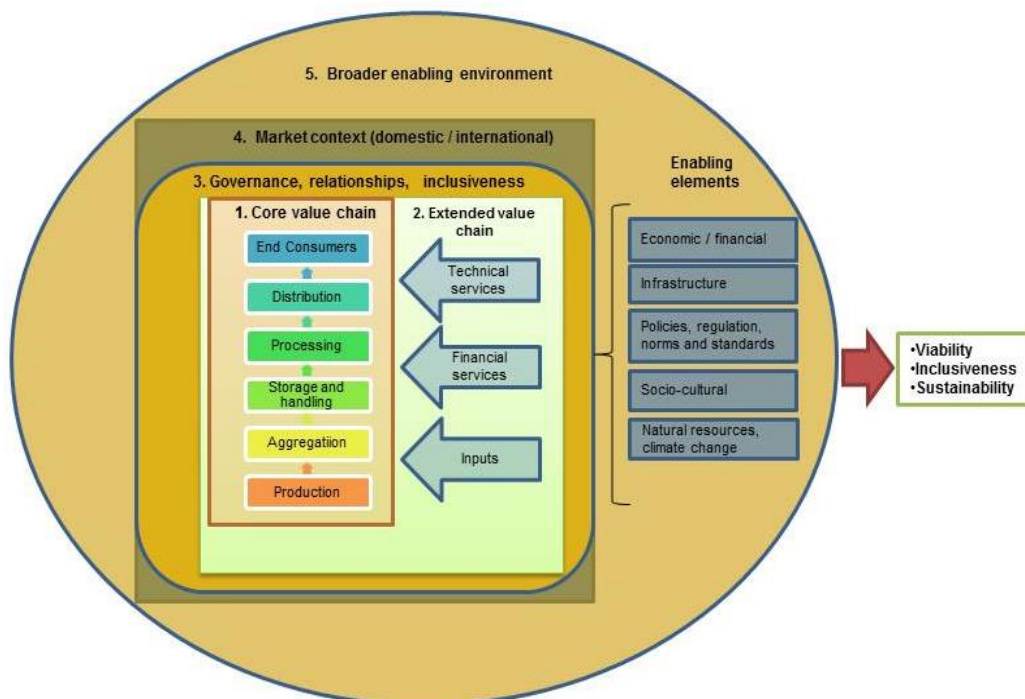 5. Broader enabling environment
4. Market context (domestic / international)
3. Governance, relationships, inclusiveness
1. Core value chain
End Consumers
Distribution
Processing
Storage and
handling
Aggregatiion
Production
2. Extended value
chain
Technical
services
Financial
services
Inputs
Enabling
elements
Economic / financial
Infrastructure
Policies, regulation,
norms and standards
Socio-cultural
Natural resources,
climate change
•Viability
•Inclusiveness
•Sustainability